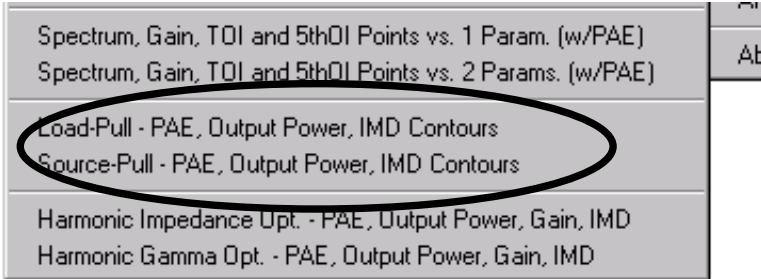 Spectrum, Gain, TOI and 5thOI Points vs. 1 Param. (w/PAE)
Spectrum, Gain, TOI and 5thOI Points vs. 2 Params. (w/PAE)
Load-Pull - PAE, Output Power, IMD Contours
Source-Pull - PAE, Output Power, IMD Contours
Harmonic Impedance Opt. - PAE, Output Power, Gain, IMD
Harmonic Gamma Opt. - PAE, Output Power, Gain, IMD